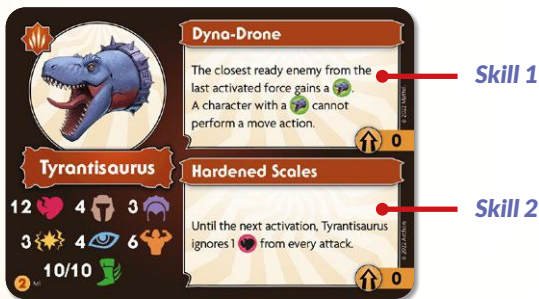 Dyna-Drone
The closest ready enemy from the
last activated force gains a .
A character with a cannot
perform a move action.
0
Skill 1
Tyrantisaurus
12 4 3
3 4 6
10/10
2
Hardened Scales
Until the next activation, Tyrantisaurus
ignores 1 from every attack.
0
Skill 2